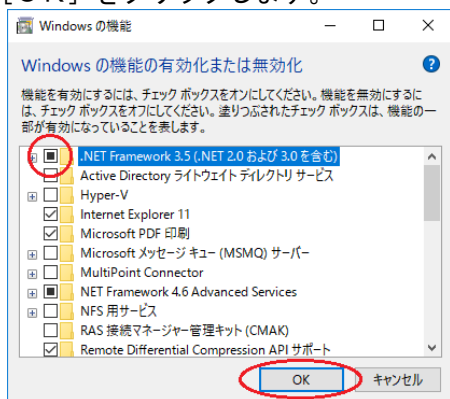 [OK] をクリックします。
Windows の機能
Windows の機能の有効化または無効化
機能を有効にするには、チェック ボックスをオンにしてください。機能を無効にするに
は、チェック ボックスをオフにしてください。塗りつぶされたチェック ボックスは、機能の一
部が有効になっていることを表します。
.NET Framework 3.5 (.NET 2.0 および 3.0 を含む)
Active Directory ライトウェイト ディレクトリ サービス
Hyper-V
Internet Explorer 11
Microsoft PDF 印刷
Microsoft メッセージ キュー (MSMQ) サーバー
MultiPoint Connector
NET Framework 4.6 Advanced Services
NFS 用サービス
RAS 接続マネージャー管理キット (CMAK)
Remote Differential Compression API サポート
OK キャンセル